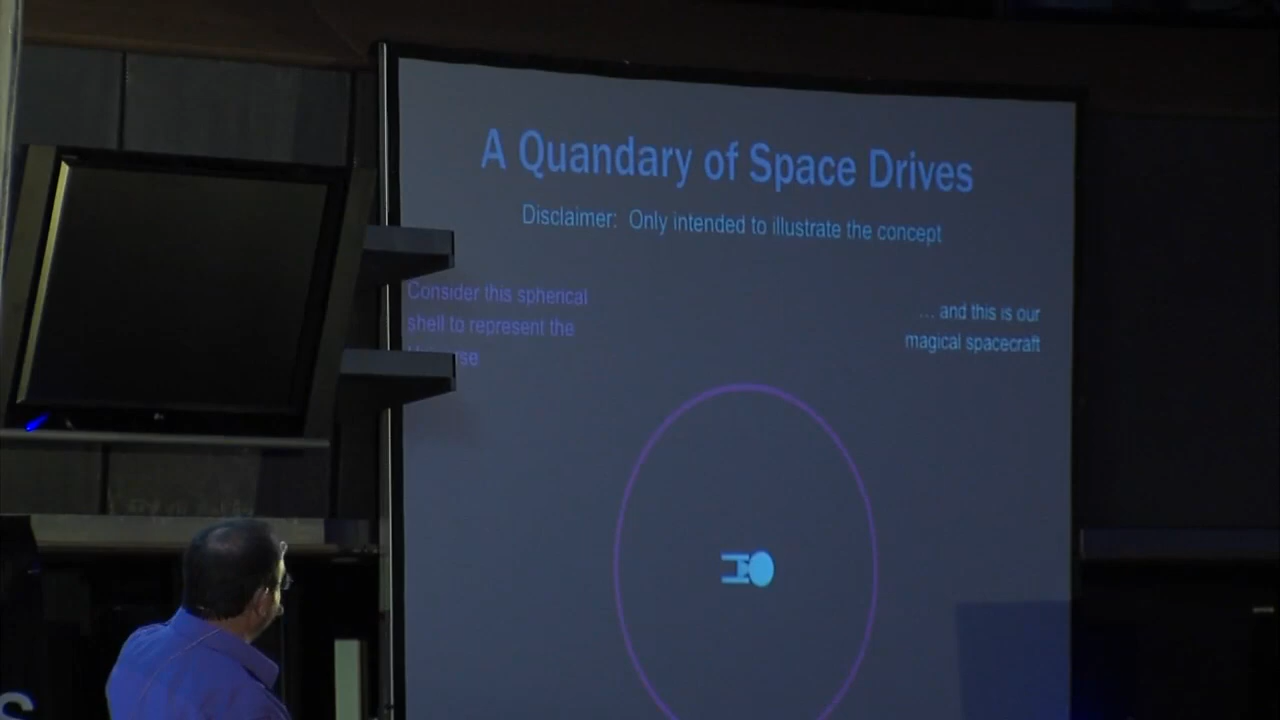 A Quandary of Space Drives
Disclaimer: Only intended to illustrate the concept
Consider this spherical
shell to represent the
... and this is our
magical spacecraft